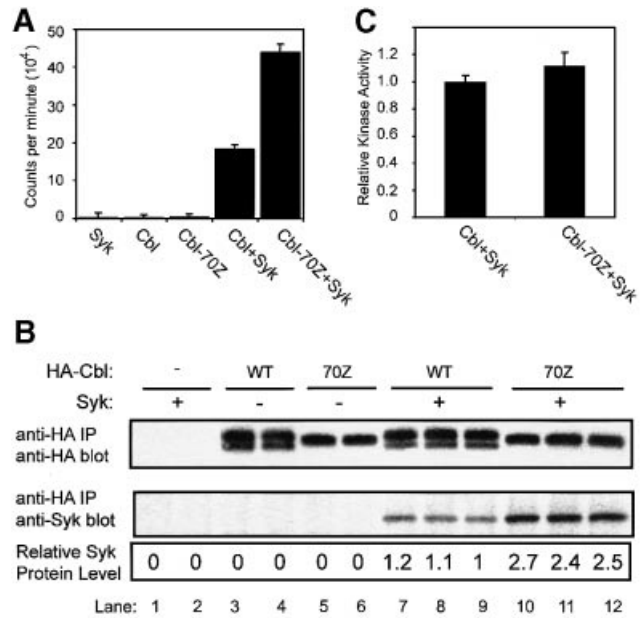 A
Counts per minute (10⁴)
60
50
40
30
20
10
0
Syk
Cbl
Cbl-70Z
Cbl+Syk
Cbl-70Z+Syk
C
Relative Kinase Activity
1.2
1.0
0.8
0.6
0.4
0.2
0
Cbl+Syk
Cbl-70Z+Syk
B
HA-Cbl: - WT 70Z WT 70Z
Syk: + - - + +
anti-HA IP
anti-HA blot
anti-HA IP
anti-Syk blot
Relative Syk
Protein Level
0 0 0 0 0 0 1.2 1.1 1 2.7 2.4 2.5
Lane: 1 2 3 4 5 6 7 8 9 10 11 12